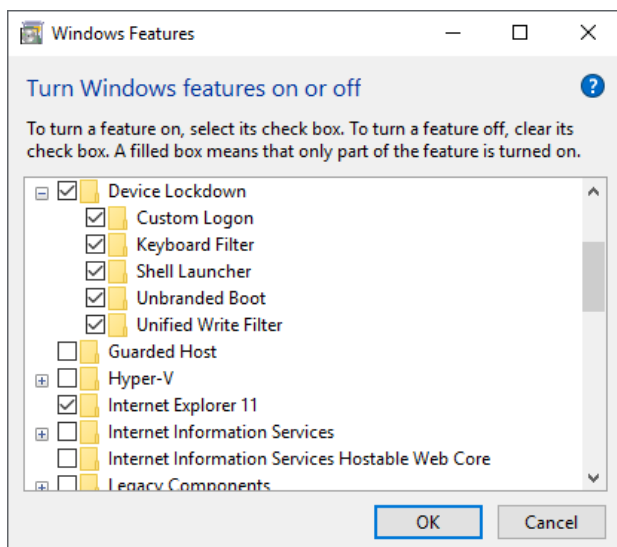 Windows Features
Turn Windows features on or off
To turn a feature on, select its check box. To turn a feature off, clear its
check box. A filled box means that only part of the feature is turned on.
Device Lockdown
Custom Logon
Keyboard Filter
Shell Launcher
Unbranded Boot
Unified Write Filter
Guarded Host
Hyper-V
Internet Explorer 11
Internet Information Services
Internet Information Services Hostable Web Core
Legacy Components
OK Cancel